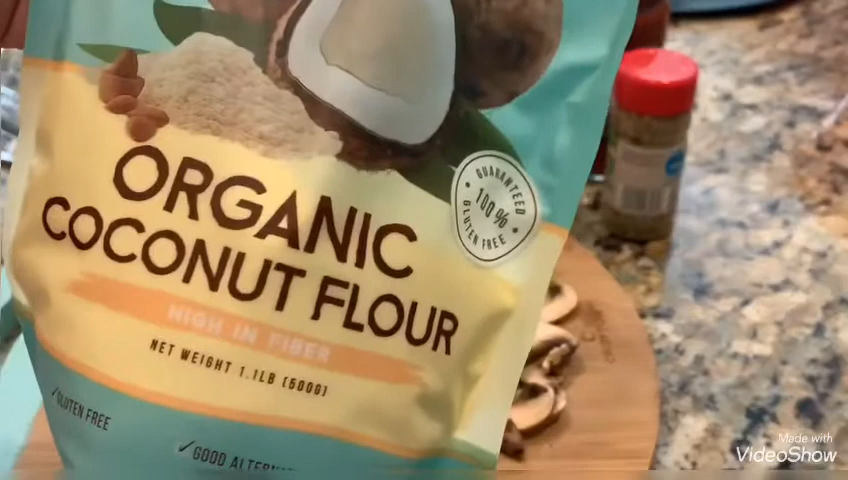 ORGANIC
COCONUT FLOUR
HIGH IN FIBER
NET WEIGHT 1.1LB (500G)
GUARANTEED
100%
GLUTEN FREE
✓GLUTEN FREE
✓GOOD
Made with
VideoShow